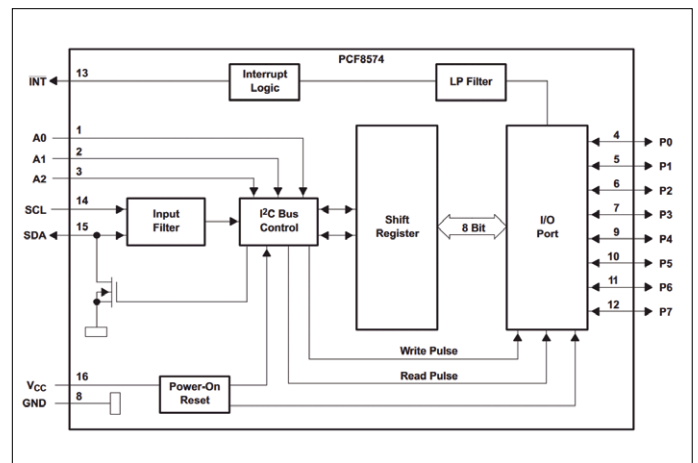 PCF8574
INT 13
Interrupt
Logic
LP Filter
A0 1
A1 2
A2 3
SCL 14
SDA 15
Input
Filter
I²C Bus
Control
Shift
Register
8 Bit
I/O
Port
4 P0
5 P1
6 P2
7 P3
9 P4
10 P5
11 P6
12 P7
Write Pulse
Read Pulse
VCC 16
GND 8
Power-On
Reset